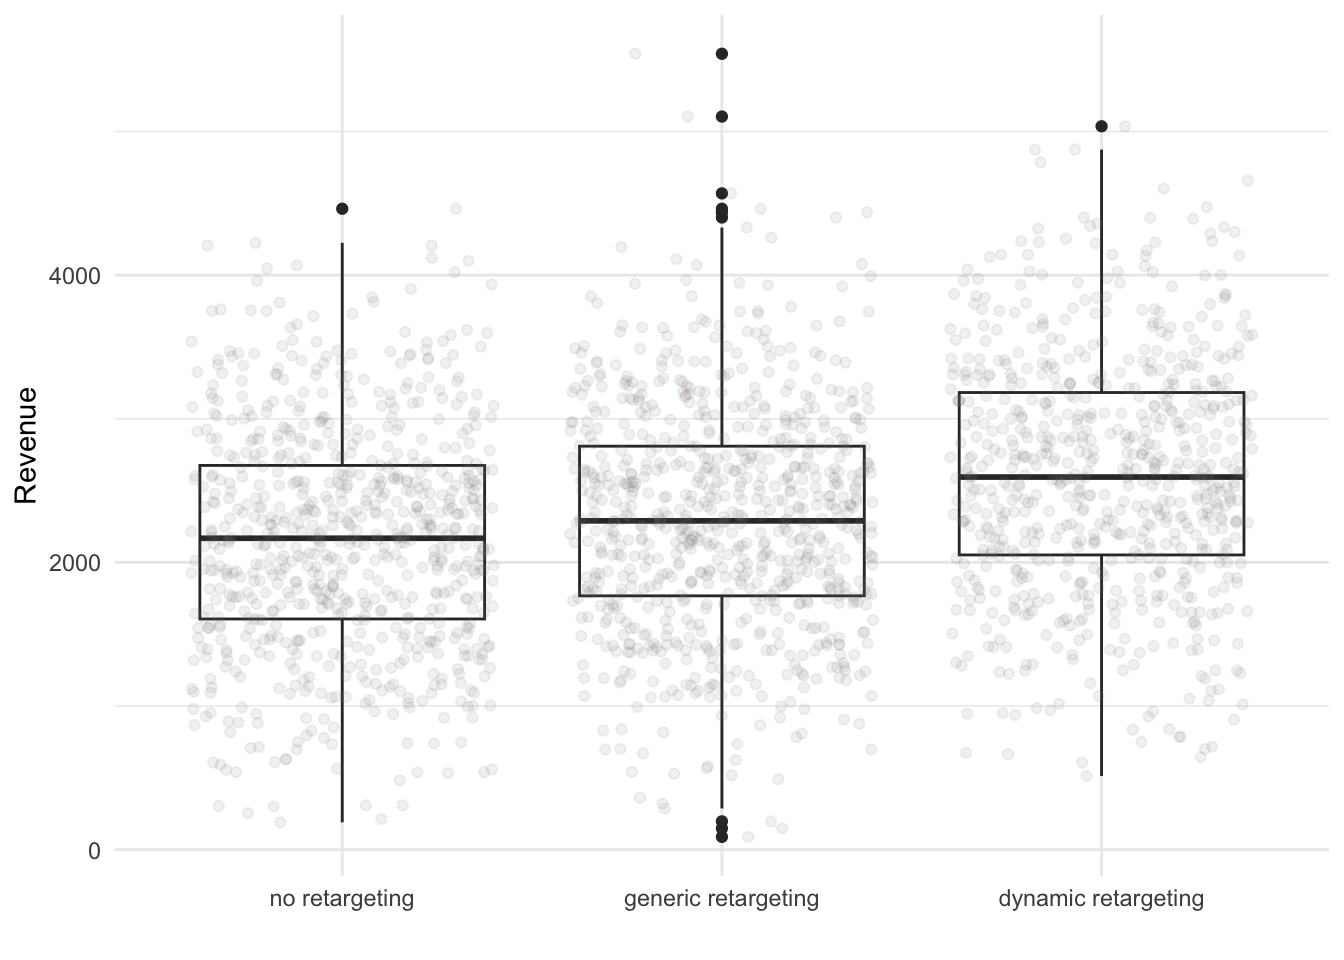 Revenue
4000
2000
0
no retargeting
generic retargeting
dynamic retargeting